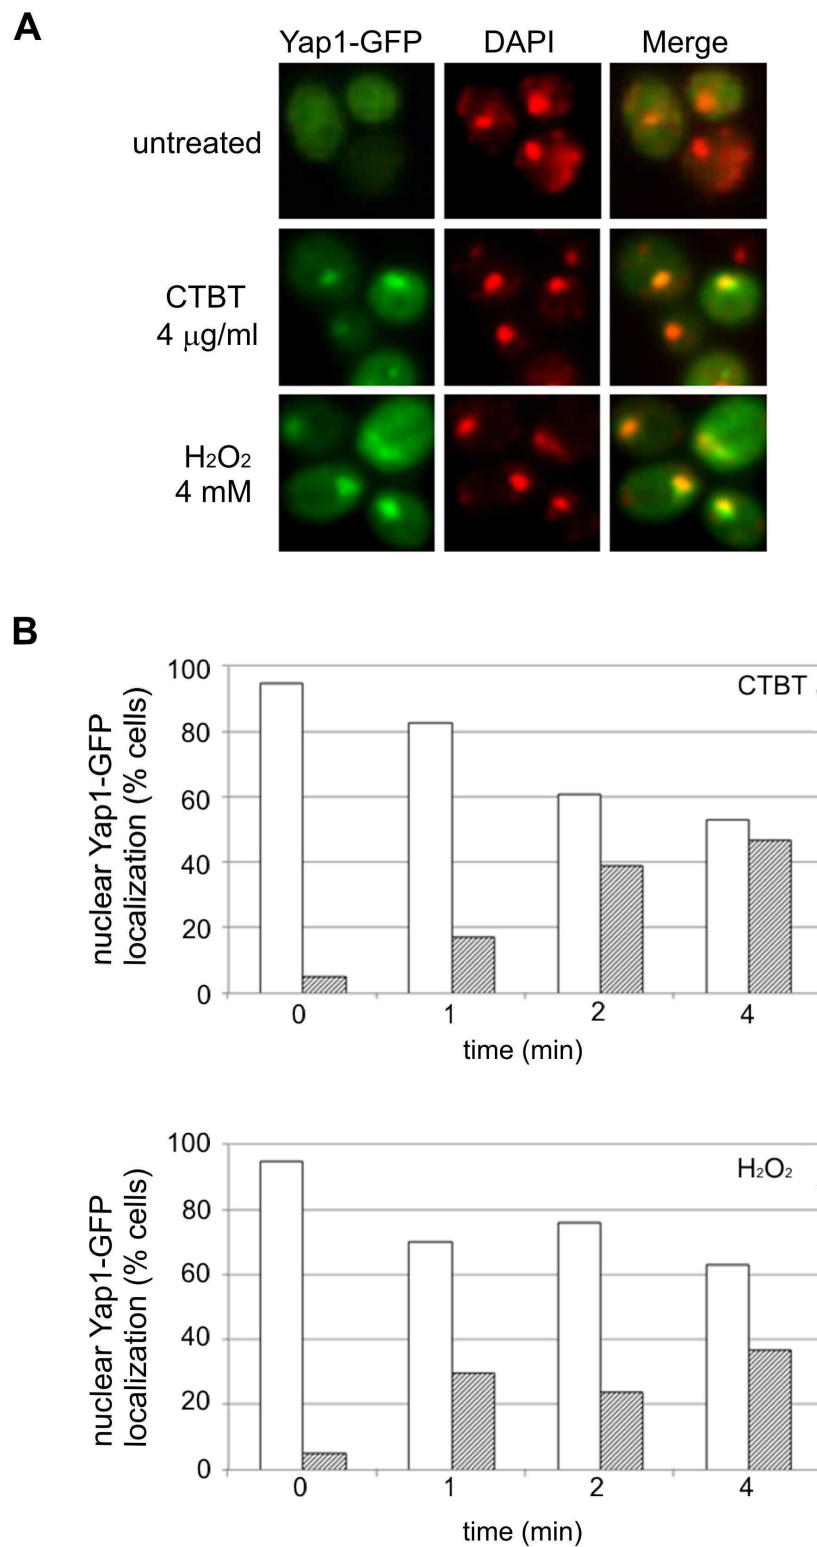 A
Yap1-GFP DAPI Merge
untreated
CTBT
4 µg/ml
H₂O₂
4 mM
B
nuclear Yap1-GFP
localization (% cells)
100
80
60
40
20
0
CTBT
0 1 2 4
time (min)
nuclear Yap1-GFP
localization (% cells)
100
80
60
40
20
0
H₂O₂
0 1 2 4
time (min)